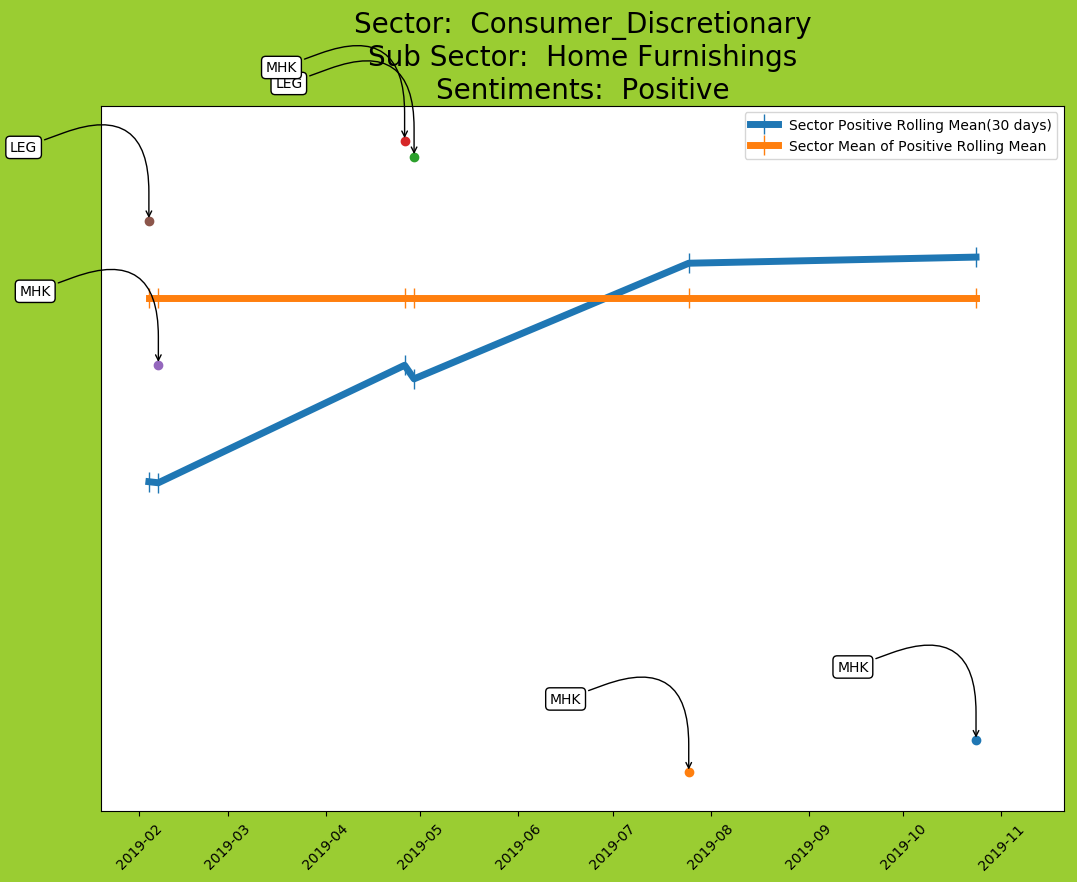 Sector:  Consumer_Discretionary
Sub Sector:  Home Furnishings
Sentiments:  Positive
MHK
LEG
LEG
MHK
MHK
MHK
Sector Positive Rolling Mean(30 days)
Sector Mean of Positive Rolling Mean
2019-02
2019-03
2019-04
2019-05
2019-06
2019-07
2019-08
2019-09
2019-10
2019-11